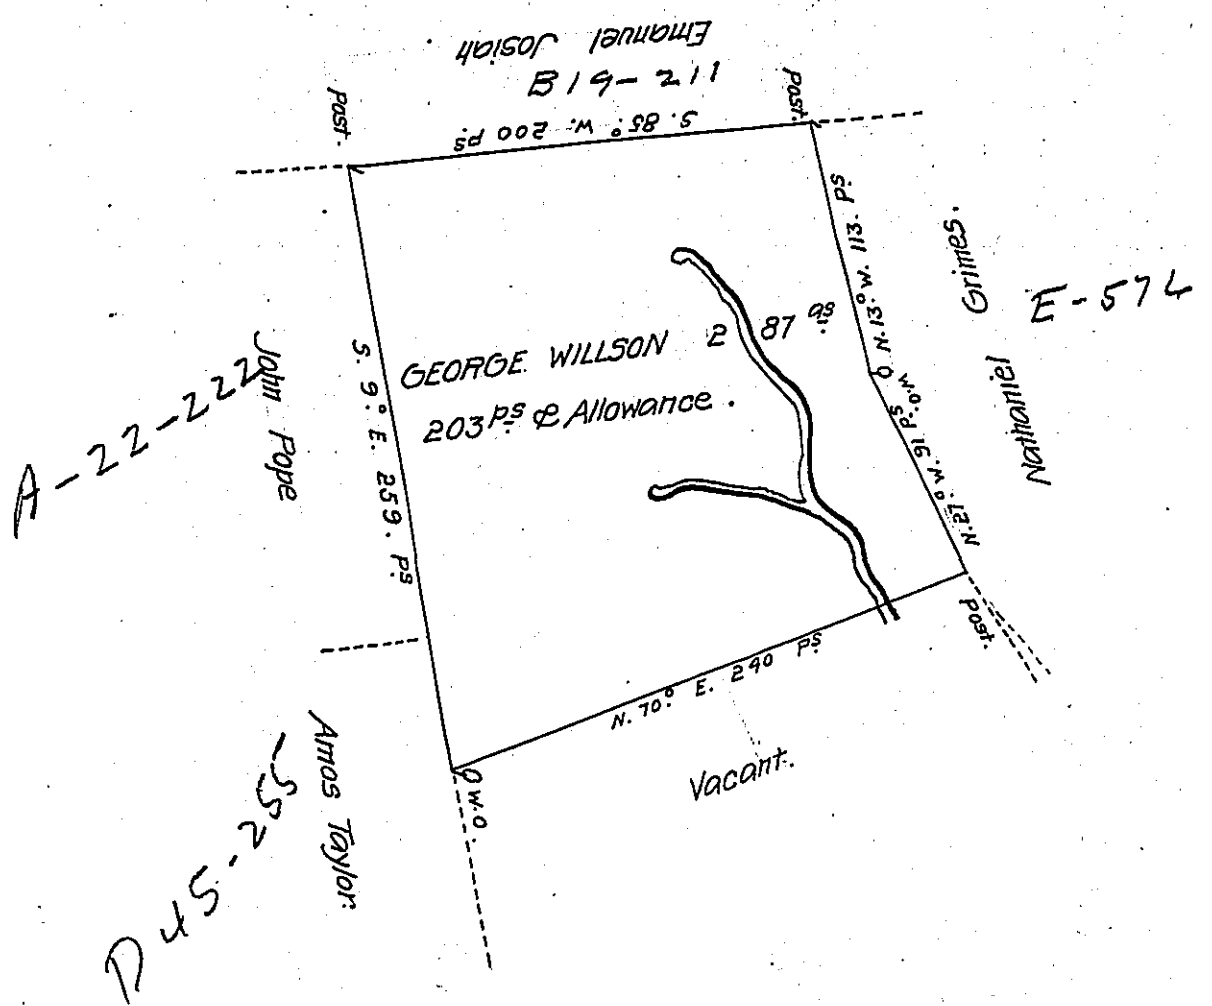 Emanuel Josiah.
B19-211
S. 85° W. 200 ps
Post.
Post.
N. 13° W. 113. Ps
Nathaniel Grimes.
E-574
W.O.
N. 27° W. 91 Ps.
GEORGE WILLSON 287 as.
203 ps & Allowance.
S. 9° E. 259. ps
John Pope
A-22-222
Post.
N. 70° E. 240 Ps
Vacant.
W.O.
Amos Taylor.
D45-255